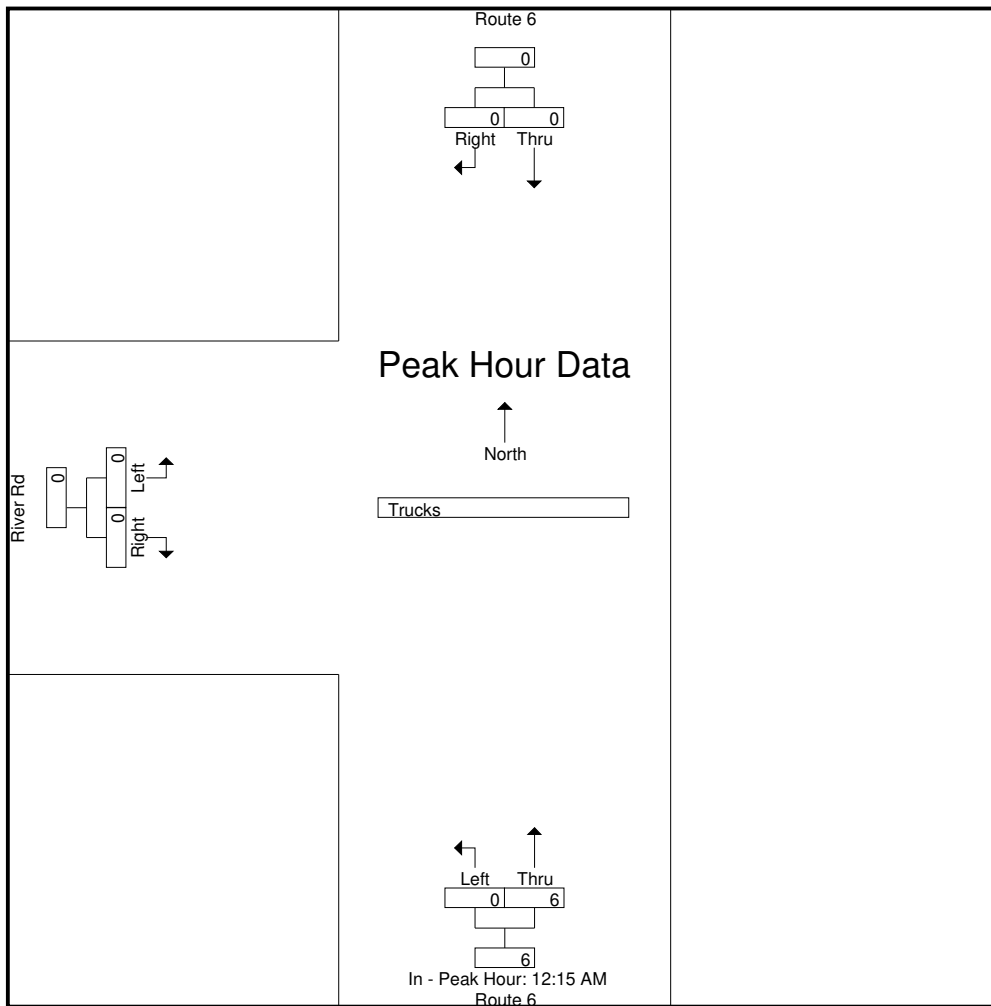 Route 6
0
0 0
Right Thru
Peak Hour Data
North
Trucks
River Rd
0
0 0
Left
Right
Left Thru
0 6
6
In - Peak Hour: 12:15 AM
Route 6